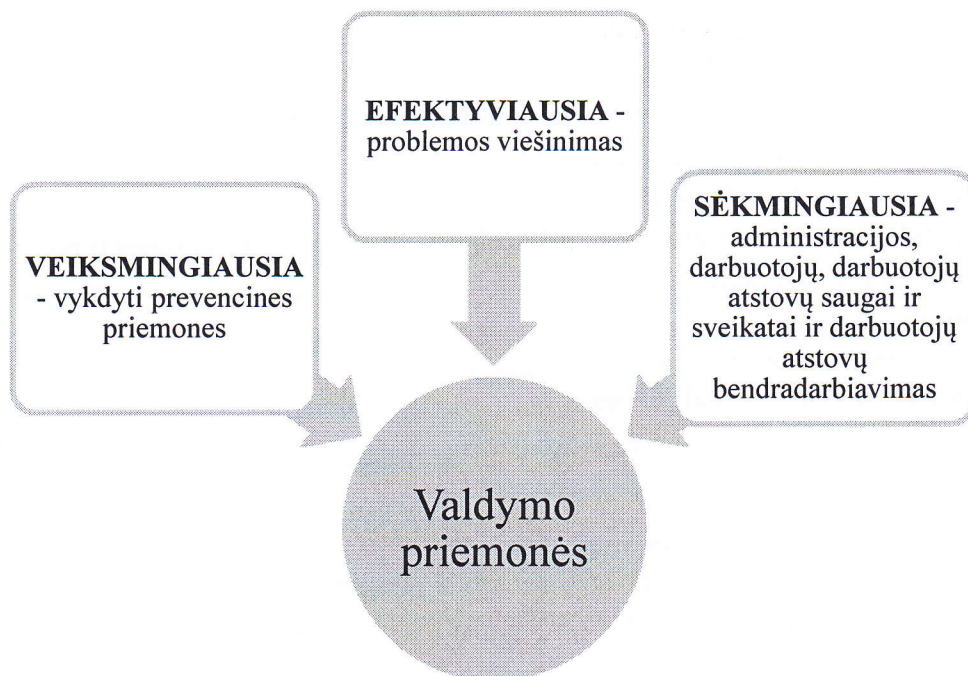 EFEKTYVIAUSIA -
problemos viešinimas
VEIKSMINGIAUSIA
- vykdyti prevencines
priemones
SĖKMINGIAUSIA -
administracijos,
darbuotojų, darbuotojų
atstovų saugai ir
sveikatai ir darbuotojų
atstovų
bendradarbiavimas
Valdymo
priemonės